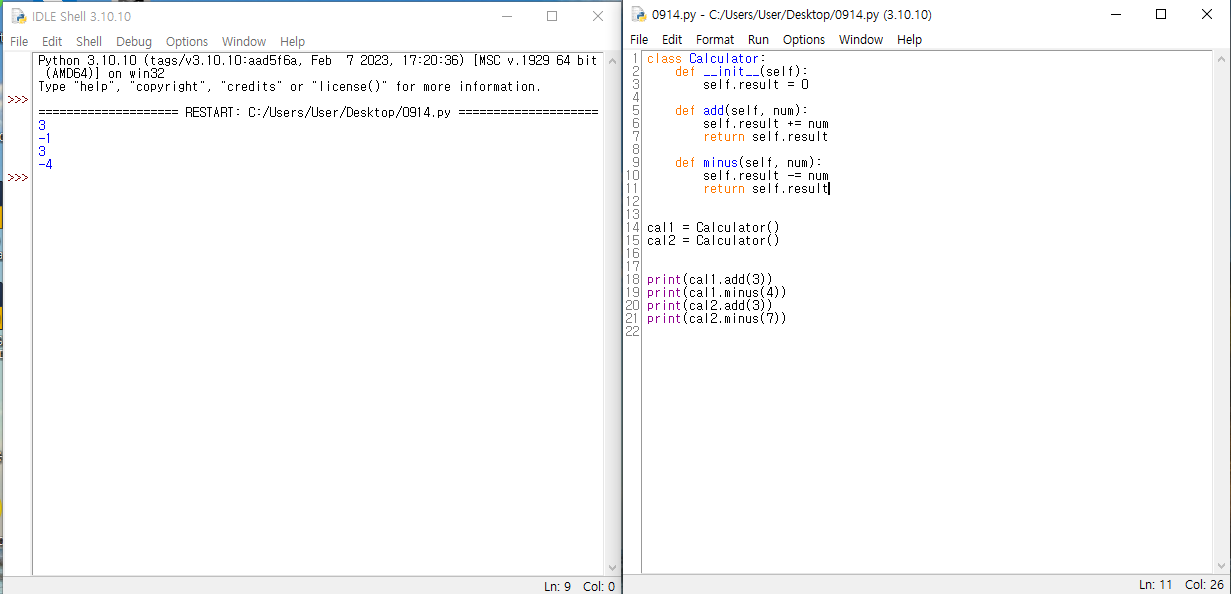 IDLE Shell 3.10.10
File Edit Shell Debug Options Window Help
Python 3.10.10 (tags/v3.10.10:aad5f6a, Feb  7 2023, 17:20:36) [MSC v.1929 64 bit
 (AMD64)] on win32
Type "help", "copyright", "credits" or "license()" for more information.
>>>
==================== RESTART: C:/Users/User/Desktop/0914.py ====================
3
-1
3
-4
>>>
Ln: 9 Col: 0
0914.py - C:/Users/User/Desktop/0914.py (3.10.10)
File Edit Format Run Options Window Help
1 class Calculator:
2     def __init__(self):
3         self.result = 0
4
5     def add(self, num):
6         self.result += num
7         return self.result
8
9     def minus(self, num):
10         self.result -= num
11         return self.result
12
13
14 cal1 = Calculator()
15 cal2 = Calculator()
16
17
18 print(cal1.add(3))
19 print(cal1.minus(4))
20 print(cal2.add(3))
21 print(cal2.minus(7))
22
Ln: 11 Col: 26